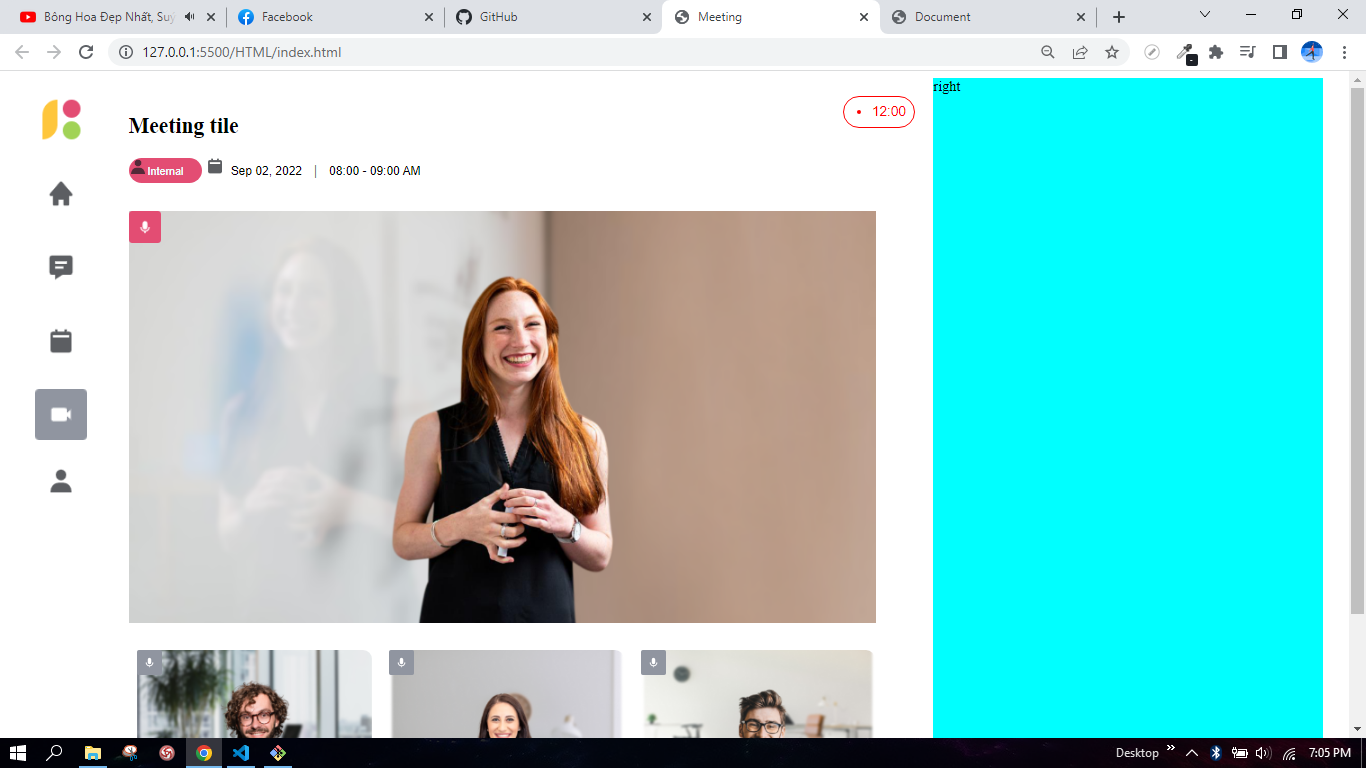 Bông Hoa Đẹp Nhất, Suý
Facebook
GitHub
Meeting
Document
127.0.0.1:5500/HTML/index.html
right
12:00
Meeting tile
Internal
Sep 02, 2022 | 08:00 - 09:00 AM
Desktop
7:05 PM